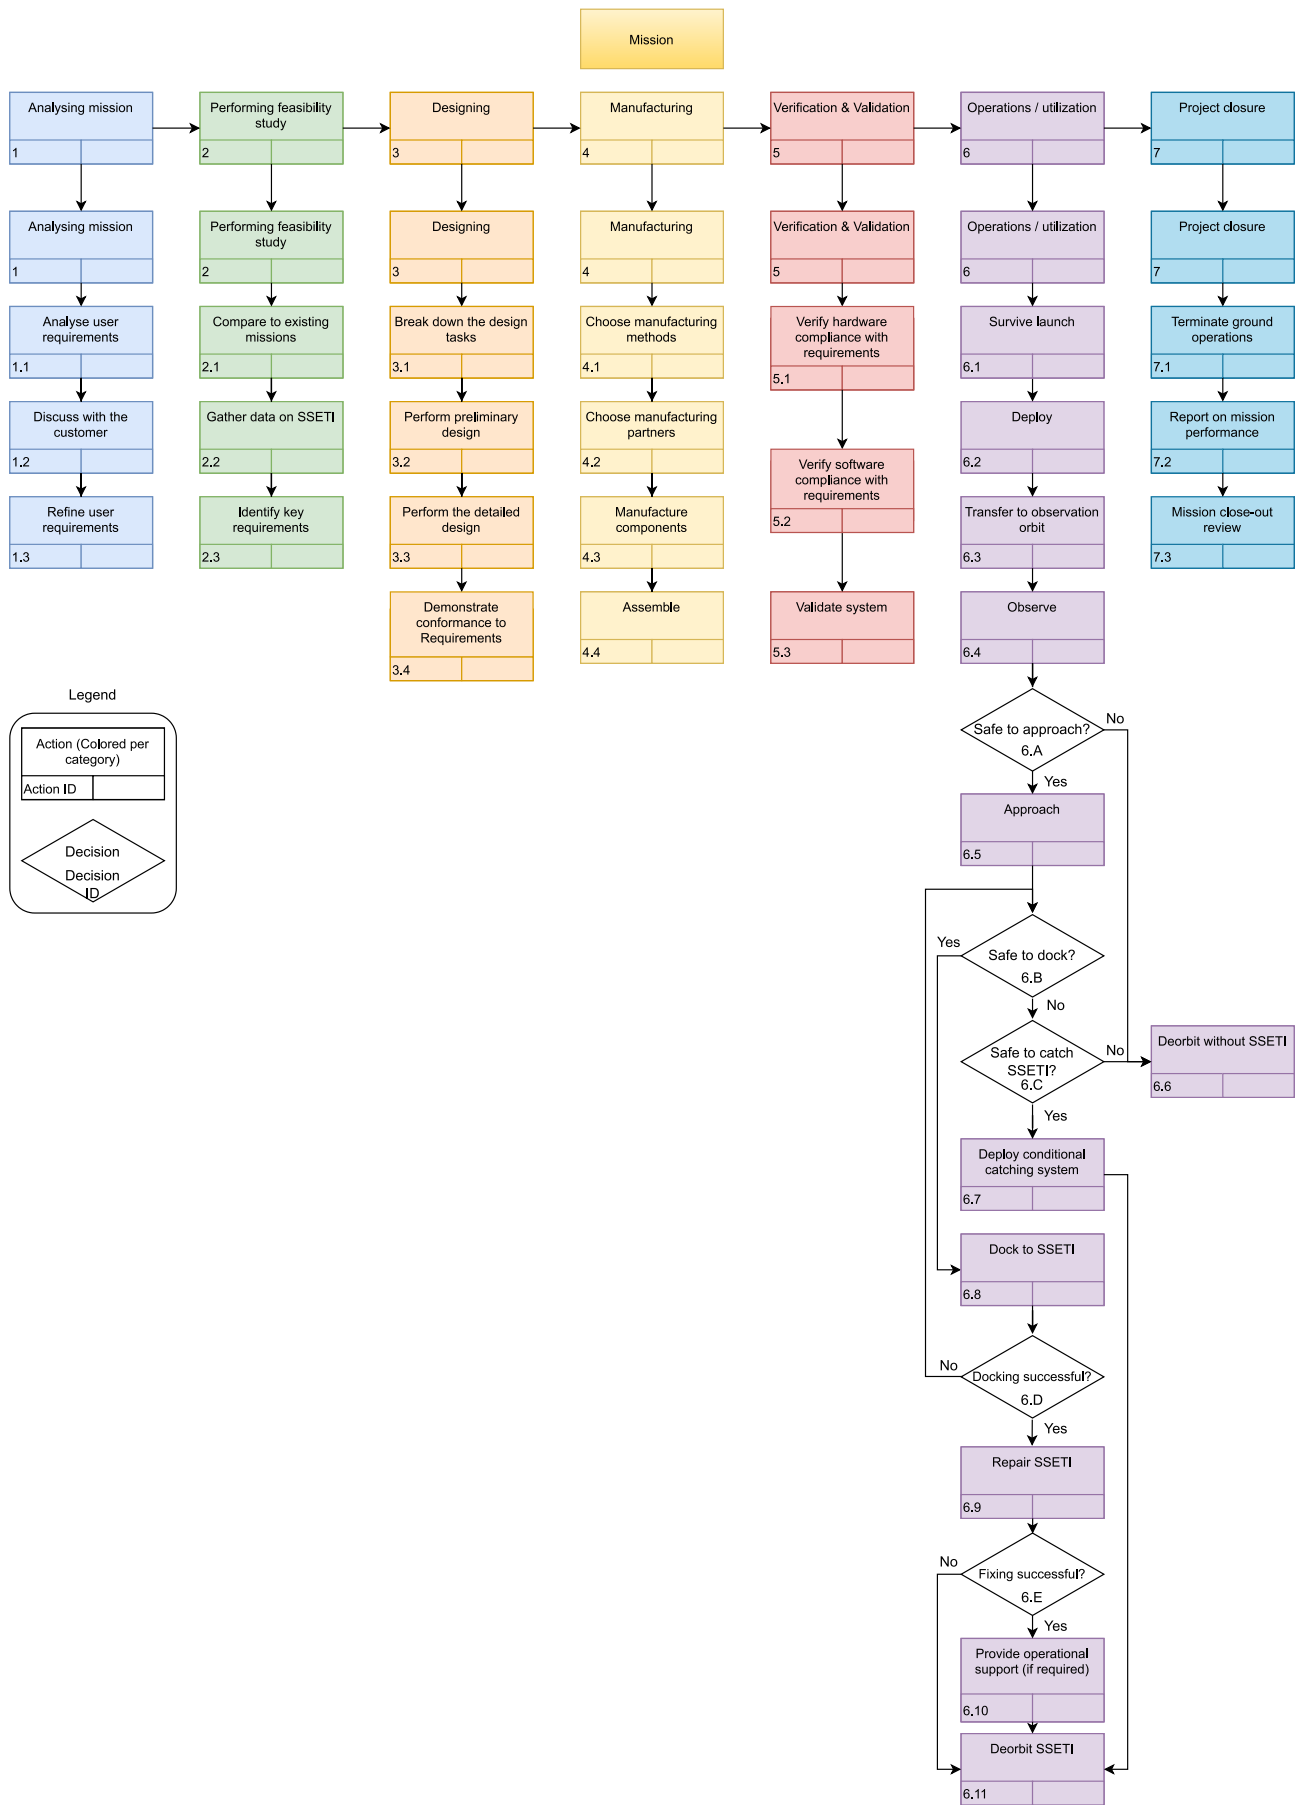 Mission
Analysing mission
1
Performing feasibility
study
2
Designing
3
Manufacturing
4
Verification & Validation
5
Operations / utilization
6
Project closure
7
Analysing mission
1
Performing feasibility
study
2
Designing
3
Manufacturing
4
Verification & Validation
5
Operations / utilization
6
Project closure
7
Analyse user
requirements
1.1
Compare to existing
missions
2.1
Break down the design
tasks
3.1
Choose manufacturing
methods
4.1
Verify hardware
compliance with
requirements
5.1
Survive launch
6.1
Terminate ground
operations
7.1
Discuss with the
customer
1.2
Gather data on SSETI
2.2
Perform preliminary
design
3.2
Choose manufacturing
partners
4.2
Verify software
compliance with
requirements
5.2
Deploy
6.2
Report on mission
performance
7.2
Refine user
requirements
1.3
Identify key
requirements
2.3
Perform the detailed
design
3.3
Manufacture
components
4.3
Transfer to observation
orbit
6.3
Mission close-out
review
7.3
Demonstrate
conformance to
Requirements
3.4
Assemble
4.4
Validate system
5.3
Observe
6.4
Legend
Action (Colored per
category)
Action ID
Decision
Decision
ID
Safe to approach?
6.A
No
Yes
Approach
6.5
Yes
Safe to dock?
6.B
No
Safe to catch
SSETI?
6.C
No
Deorbit without SSETI
6.6
Yes
Deploy conditional
catching system
6.7
Dock to SSETI
6.8
No
Docking successful?
6.D
Yes
Repair SSETI
6.9
No
Fixing successful?
6.E
Yes
Provide operational
support (if required)
6.10
Deorbit SSETI
6.11